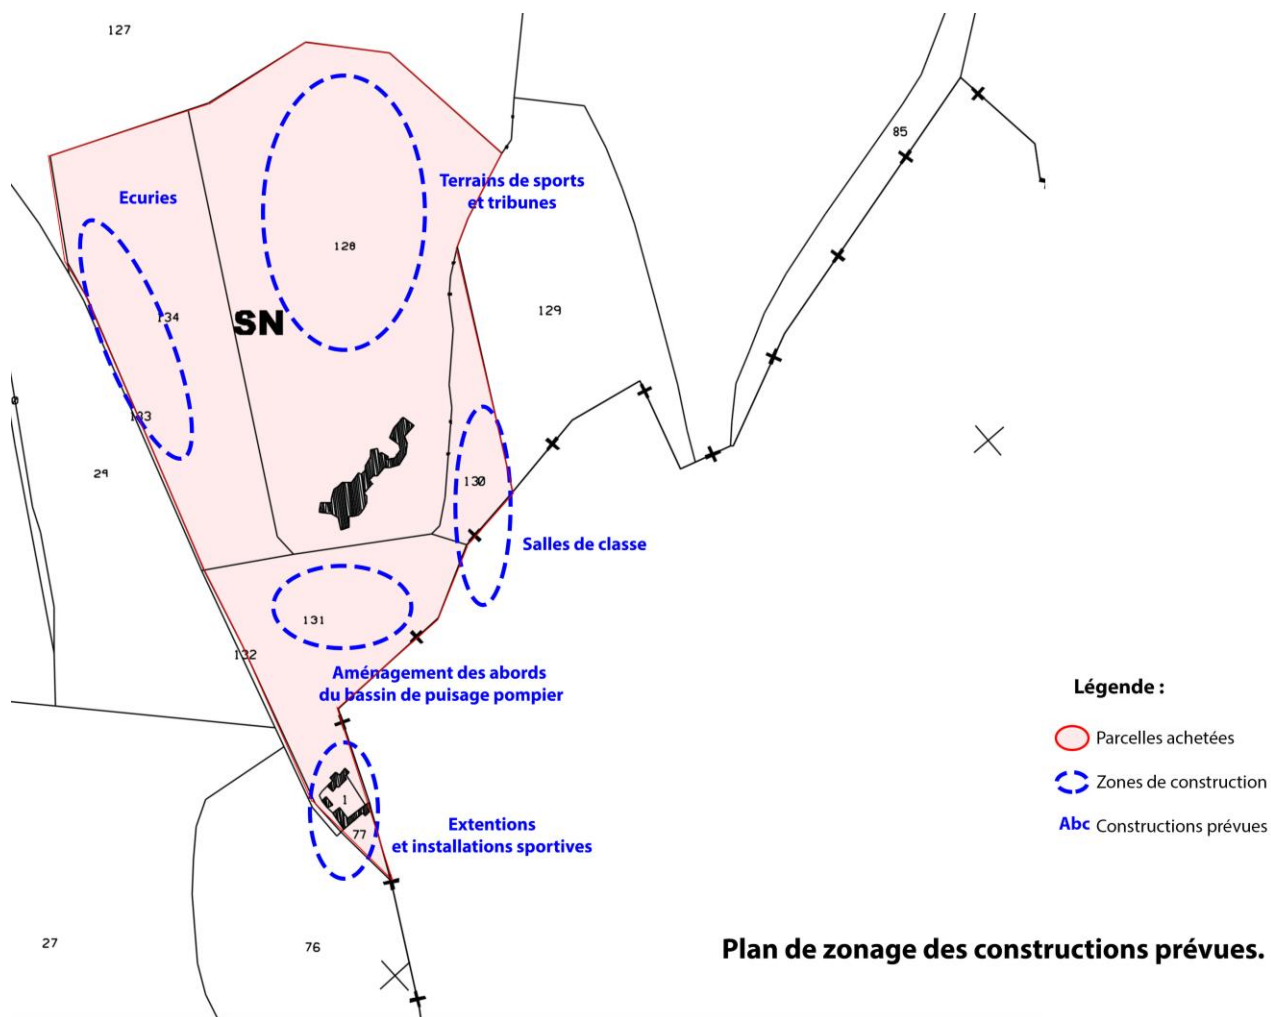 127
85
Ecuries
Terrains de sports
et tribunes
128
134
SN
129
133
29
130
Salles de classe
131
132
Aménagement des abords
du bassin de puisage pompier
Légende :
Parcelles achetées
Zones de construction
Abc Constructions prévues
1
77
Extentions
et installations sportives
27
76
Plan de zonage des constructions prévues.